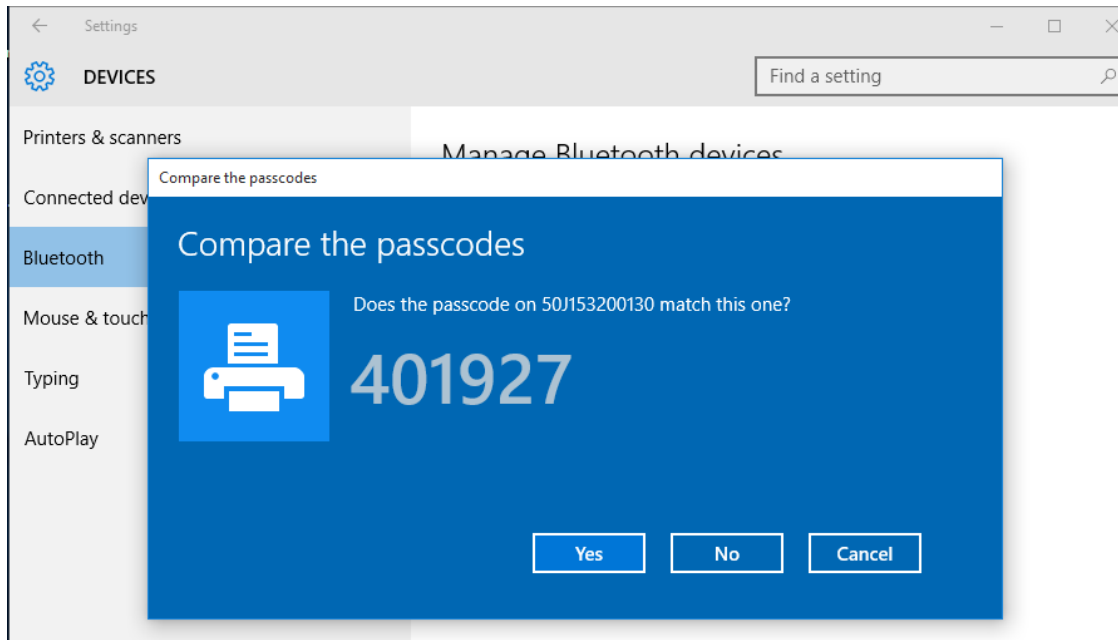 Settings
DEVICES
Find a setting
Printers & scanners
Manage Bluetooth devices
Compare the passcodes
Connected dev
Compare the passcodes
Bluetooth
Does the passcode on 50J153200130 match this one?
Mouse & touch
401927
Typing
AutoPlay
Yes
No
Cancel